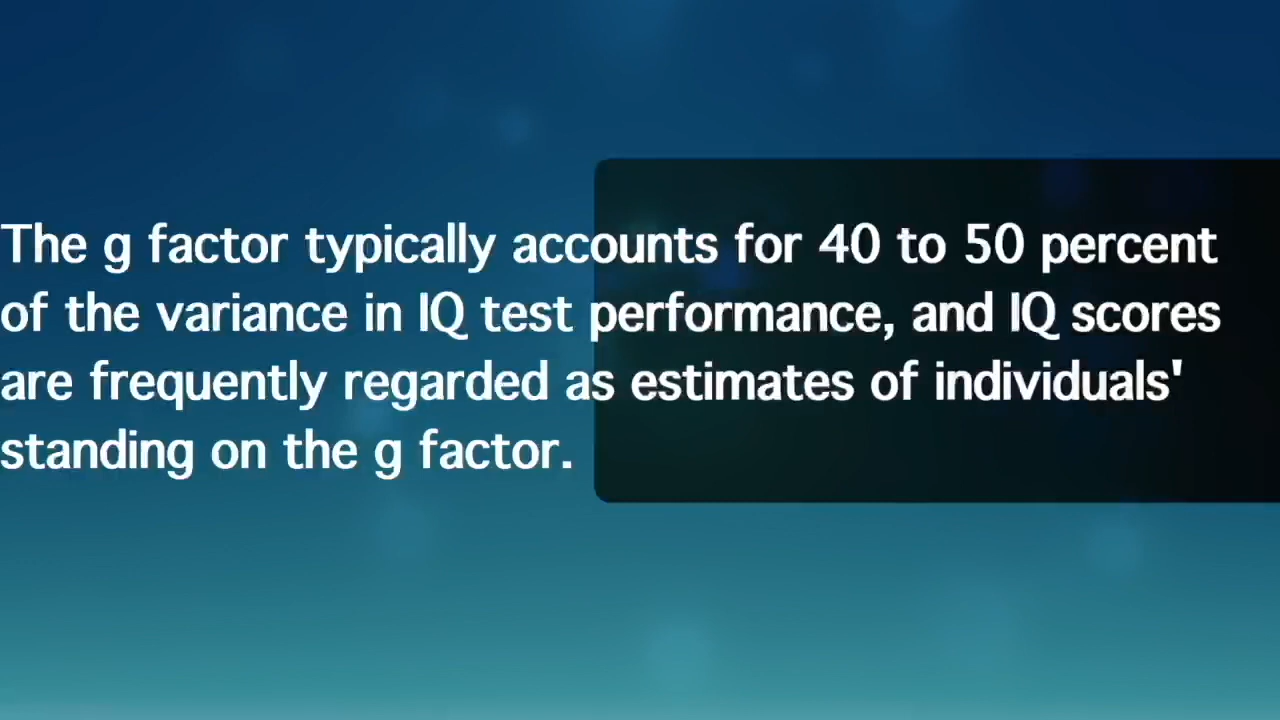 The g factor typically accounts for 40 to 50 percent
of the variance in IQ test performance, and IQ scores
are frequently regarded as estimates of individuals'
standing on the g factor.